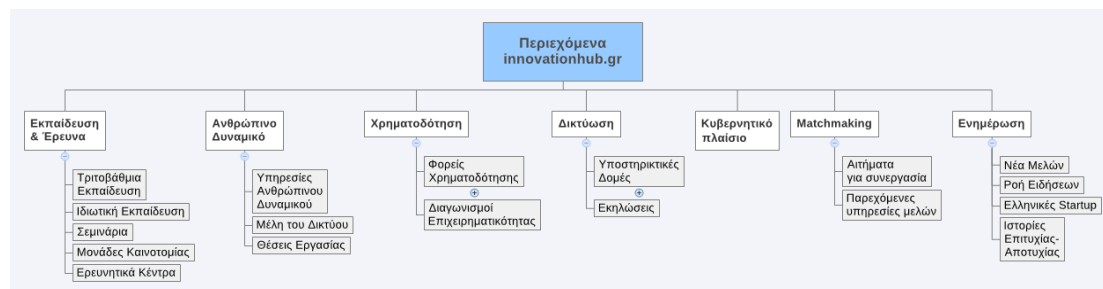 Περιεχόμενα
innovationhub.gr
Εκπαίδευση
& Έρευνα
Τριτοβάθμια
Εκπαίδευση
Ιδιωτική Εκπαίδευση
Σεμινάρια
Μονάδες Καινοτομίας
Ερευνητικά Κέντρα
Ανθρώπινο
Δυναμικό
Υπηρεσίες
Ανθρώπινου
Δυναμικού
Μέλη του Δικτύου
Θέσεις Εργασίας
Χρηματοδότηση
Φορείς
Χρηματοδότησης
Διαγωνισμοί
Επιχειρηματικότητας
Δικτύωση
Υποστηρικτικές
Δομές
Εκηλώσεις
Κυβερνητικό
πλαίσιο
Matchmaking
Αιτήματα
για συνεργασία
Παρεχόμενες
υπηρεσίες μελών
Ενημέρωση
Νέα Μελών
Ροή Ειδήσεων
Ελληνικές Startup
Ιστορίες
Επιτυχίας-
Αποτυχίας